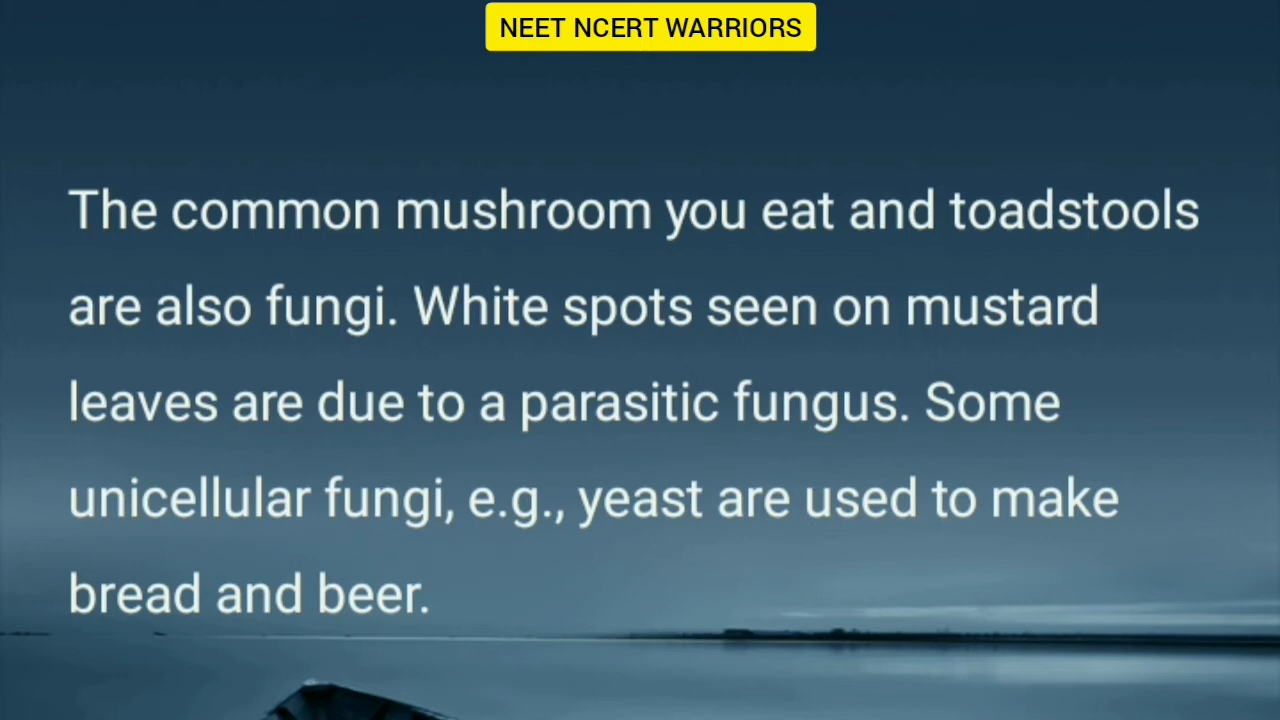 NEET NCERT WARRIORS
The common mushroom you eat and toadstools
are also fungi. White spots seen on mustard
leaves are due to a parasitic fungus. Some
unicellular fungi, e.g., yeast are used to make
bread and beer.